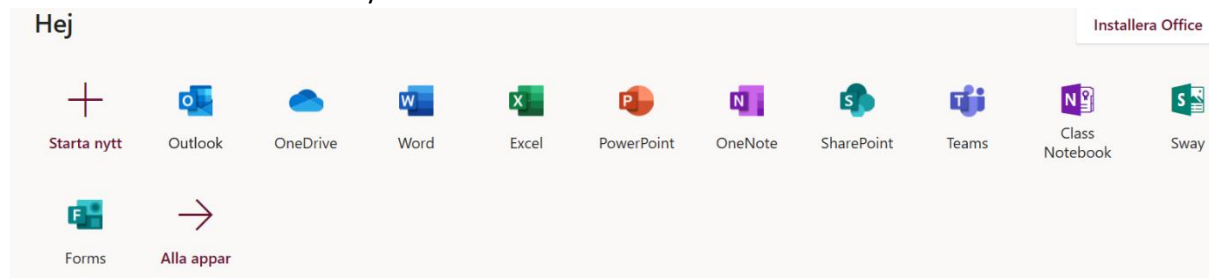 Hej
Installera Office
Starta nytt
Outlook
OneDrive
Word
Excel
PowerPoint
OneNote
SharePoint
Teams
Class
Notebook
Sway
Forms
Alla appar